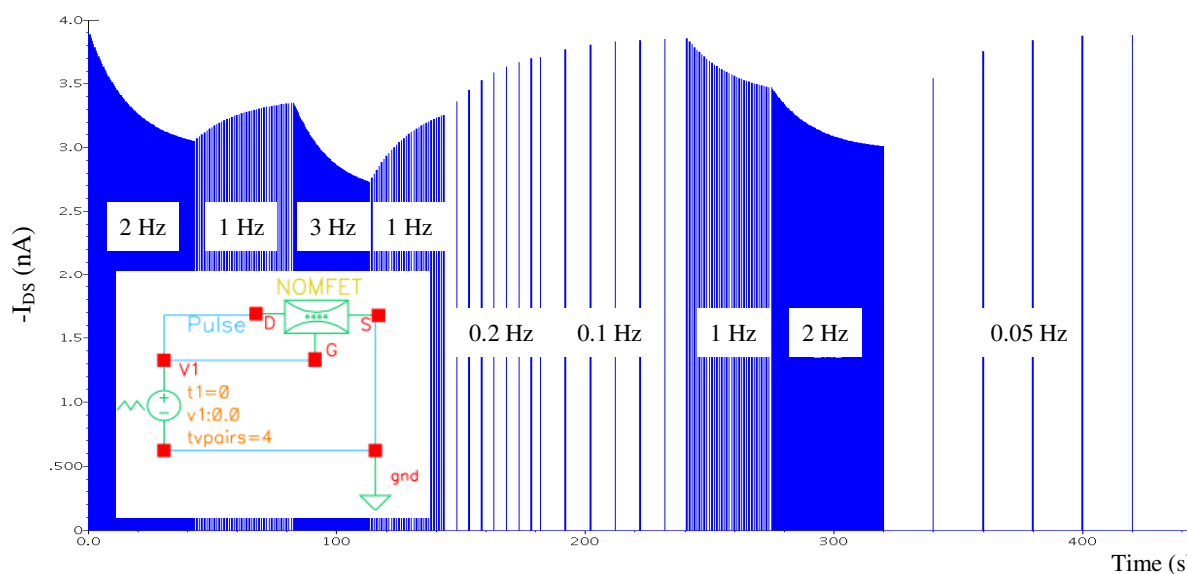 4.0
3.5
3.0
2.5
2.0
1.5
1.0
.500
0
-I_DS (nA)
2 Hz
1 Hz
3 Hz
1 Hz
0.2 Hz
0.1 Hz
1 Hz
2 Hz
0.05 Hz
NOMFET
Pulse
D
S
G
V1
t1=0
v1:0.0
tvpairs=4
gnd
0.0
100
200
300
400
Time (s